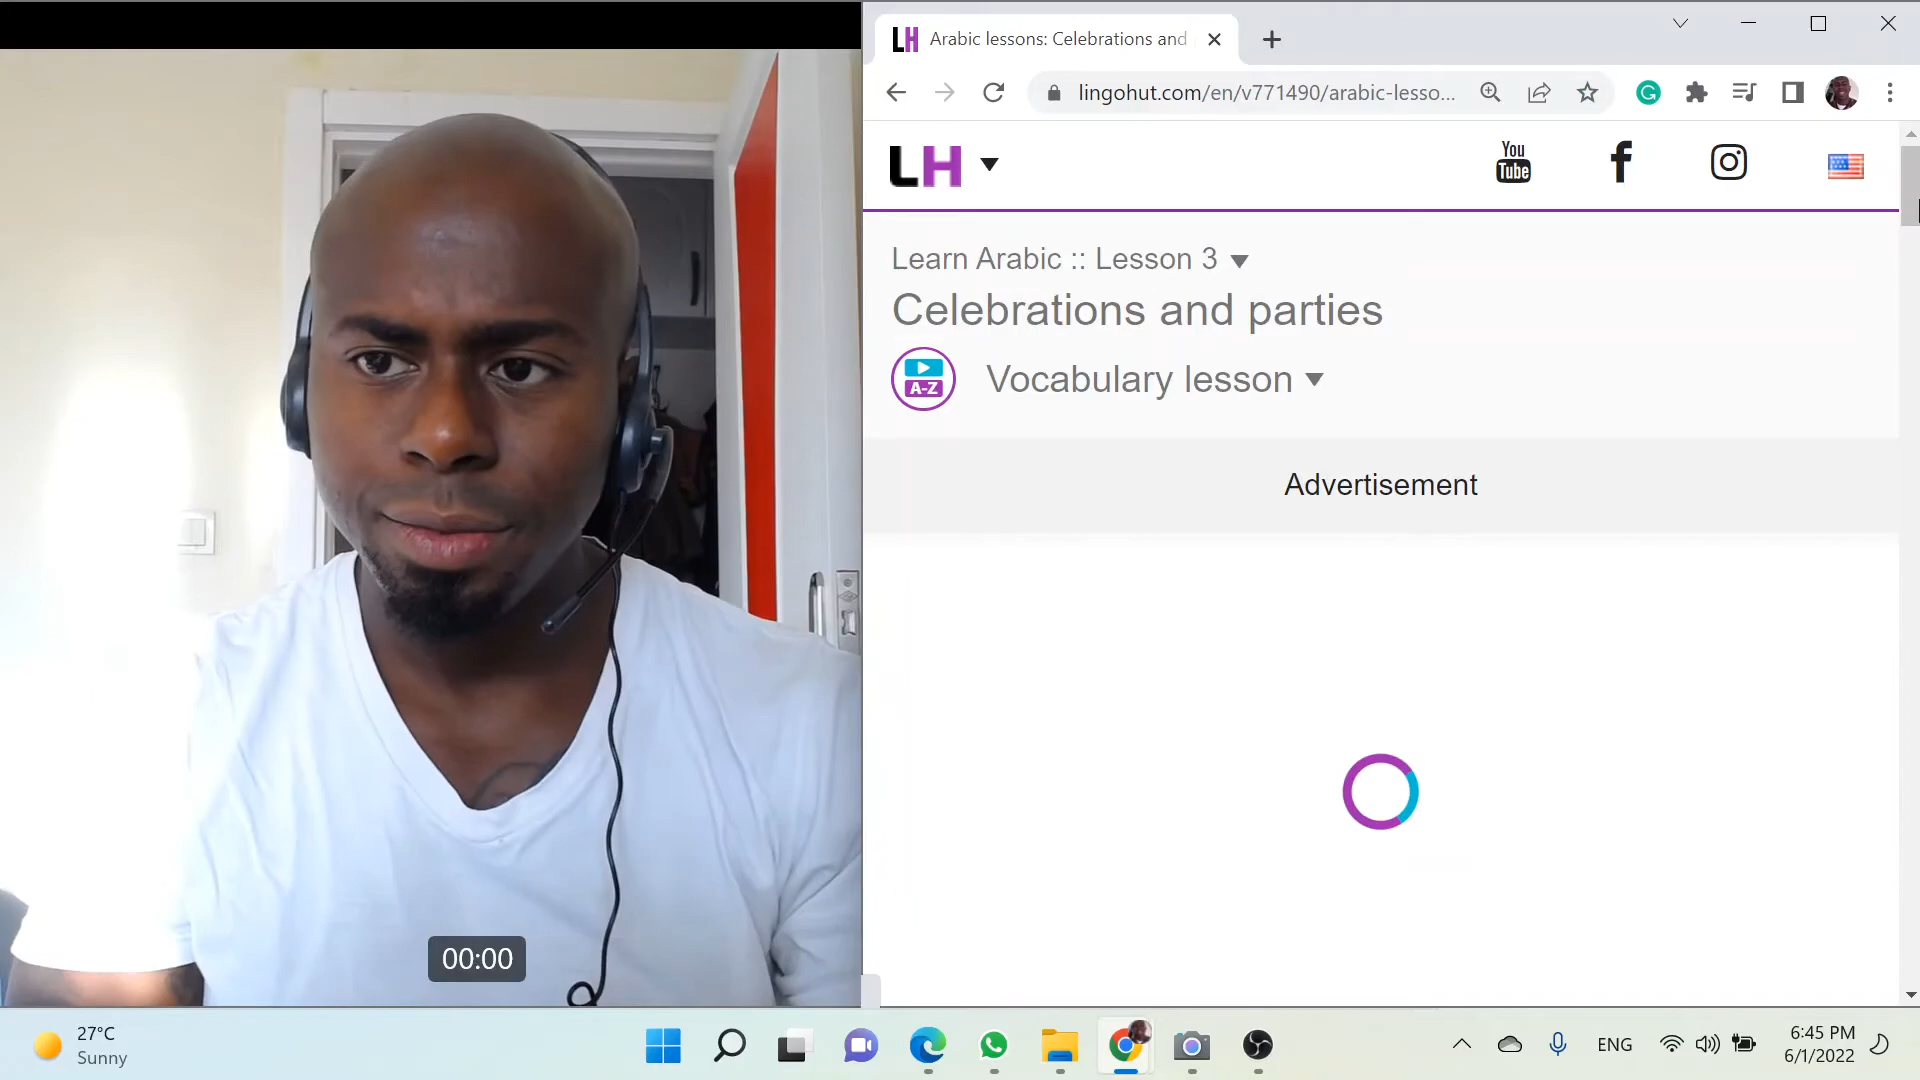 00:00
LH Arabic lessons: Celebrations and
lingohut.com/en/v771490/arabic-lesso...
LH
You
Tube
Learn Arabic :: Lesson 3
Celebrations and parties
A-Z
Vocabulary lesson
Advertisement
27°C
Sunny
ENG
6:45 PM
6/1/2022